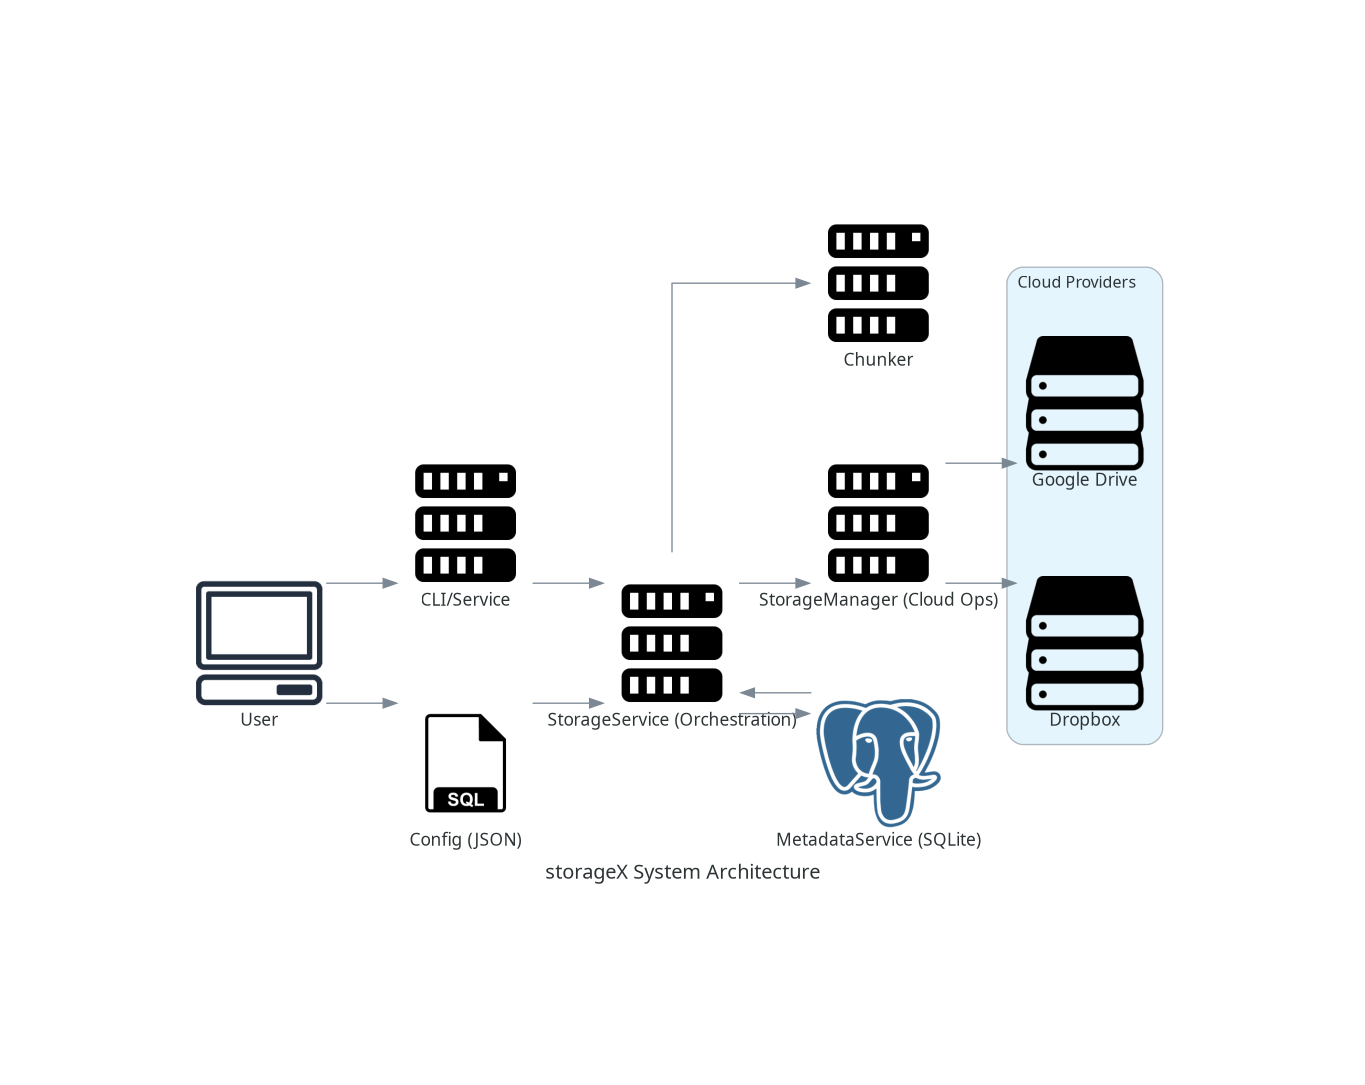 Chunker
Cloud Providers
Google Drive
CLI/Service
StorageManager (Cloud Ops)
User
StorageService (Orchestration)
Dropbox
SQL
Config (JSON)
MetadataService (SQLite)
storageX System Architecture